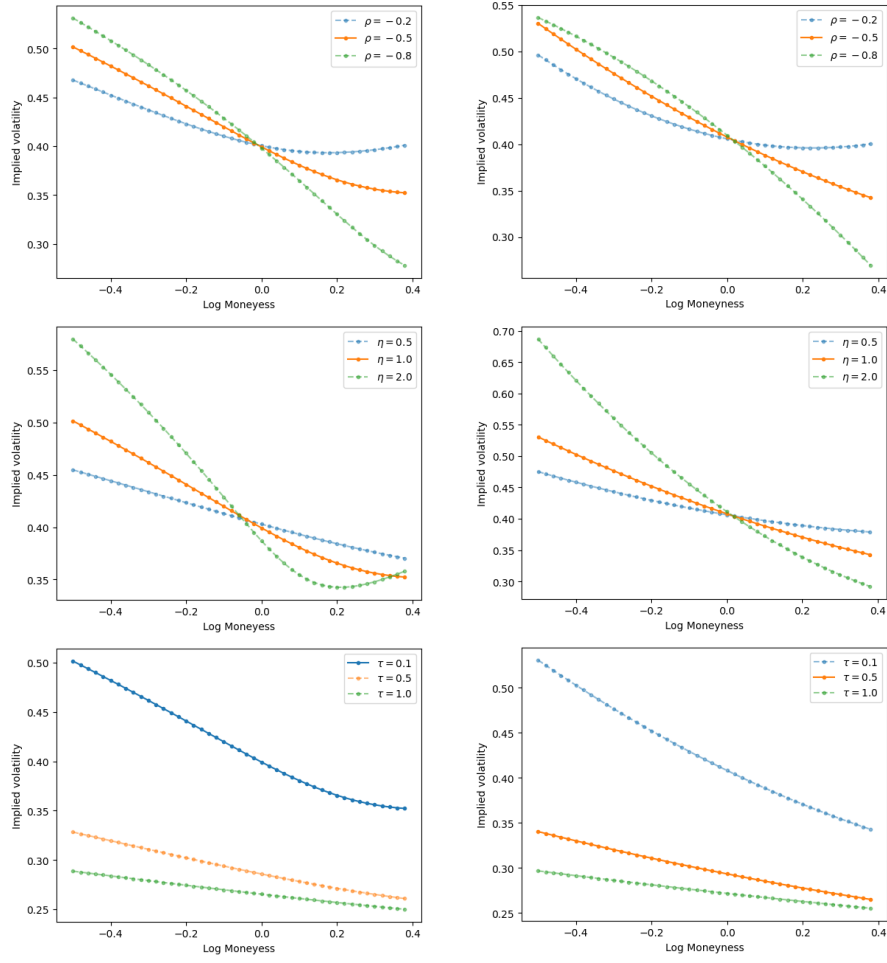 0.50
0.45
0.40
0.35
0.30
Implied volatility
ρ = −0.2
ρ = −0.5
ρ = −0.8
−0.4 −0.2 0.0 0.2 0.4
Log Moneyess
0.55
0.50
0.45
0.40
0.35
0.30
Implied volatility
ρ = −0.2
ρ = −0.5
ρ = −0.8
−0.4 −0.2 0.0 0.2 0.4
Log Moneyness
0.55
0.50
0.45
0.40
0.35
Implied volatility
η = 0.5
η = 1.0
η = 2.0
−0.4 −0.2 0.0 0.2 0.4
Log Moneyess
0.70
0.65
0.60
0.55
0.50
0.45
0.40
0.35
0.30
Implied volatility
η = 0.5
η = 1.0
η = 2.0
−0.4 −0.2 0.0 0.2 0.4
Log Moneyness
0.50
0.45
0.40
0.35
0.30
0.25
Implied volatility
τ = 0.1
τ = 0.5
τ = 1.0
−0.4 −0.2 0.0 0.2 0.4
Log Moneyess
0.50
0.45
0.40
0.35
0.30
0.25
Implied volatility
τ = 0.1
τ = 0.5
τ = 1.0
−0.4 −0.2 0.0 0.2 0.4
Log Moneyness